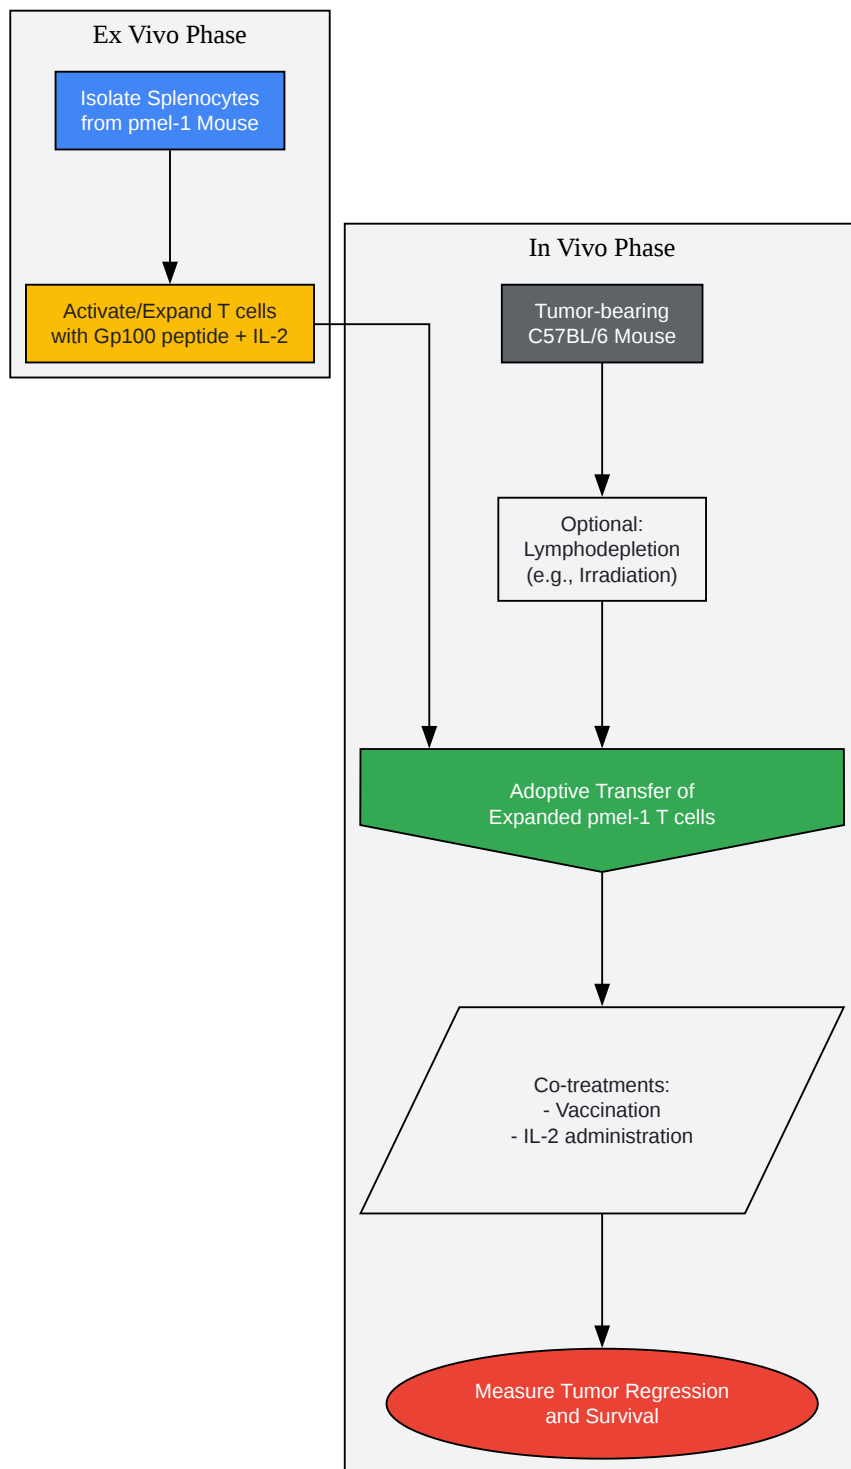 Ex Vivo Phase
Isolate Splenocytes
from pmel-1 Mouse
Activate/Expand T cells
with Gp100 peptide + IL-2
In Vivo Phase
Tumor-bearing
C57BL/6 Mouse
Optional:
Lymphodepletion
(e.g., Irradiation)
Adoptive Transfer of
Expanded pmel-1 T cells
Co-treatments:
- Vaccination
- IL-2 administration
Measure Tumor Regression
and Survival